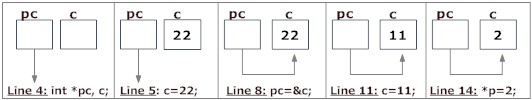 pc c
Line 4: int *pc, c;
pc c
22
Line 5: c=22;
pc c
22
Line 8: pc=&c;
pc c
11
Line 11: c=11;
pc c
2
Line 14: *p=2;